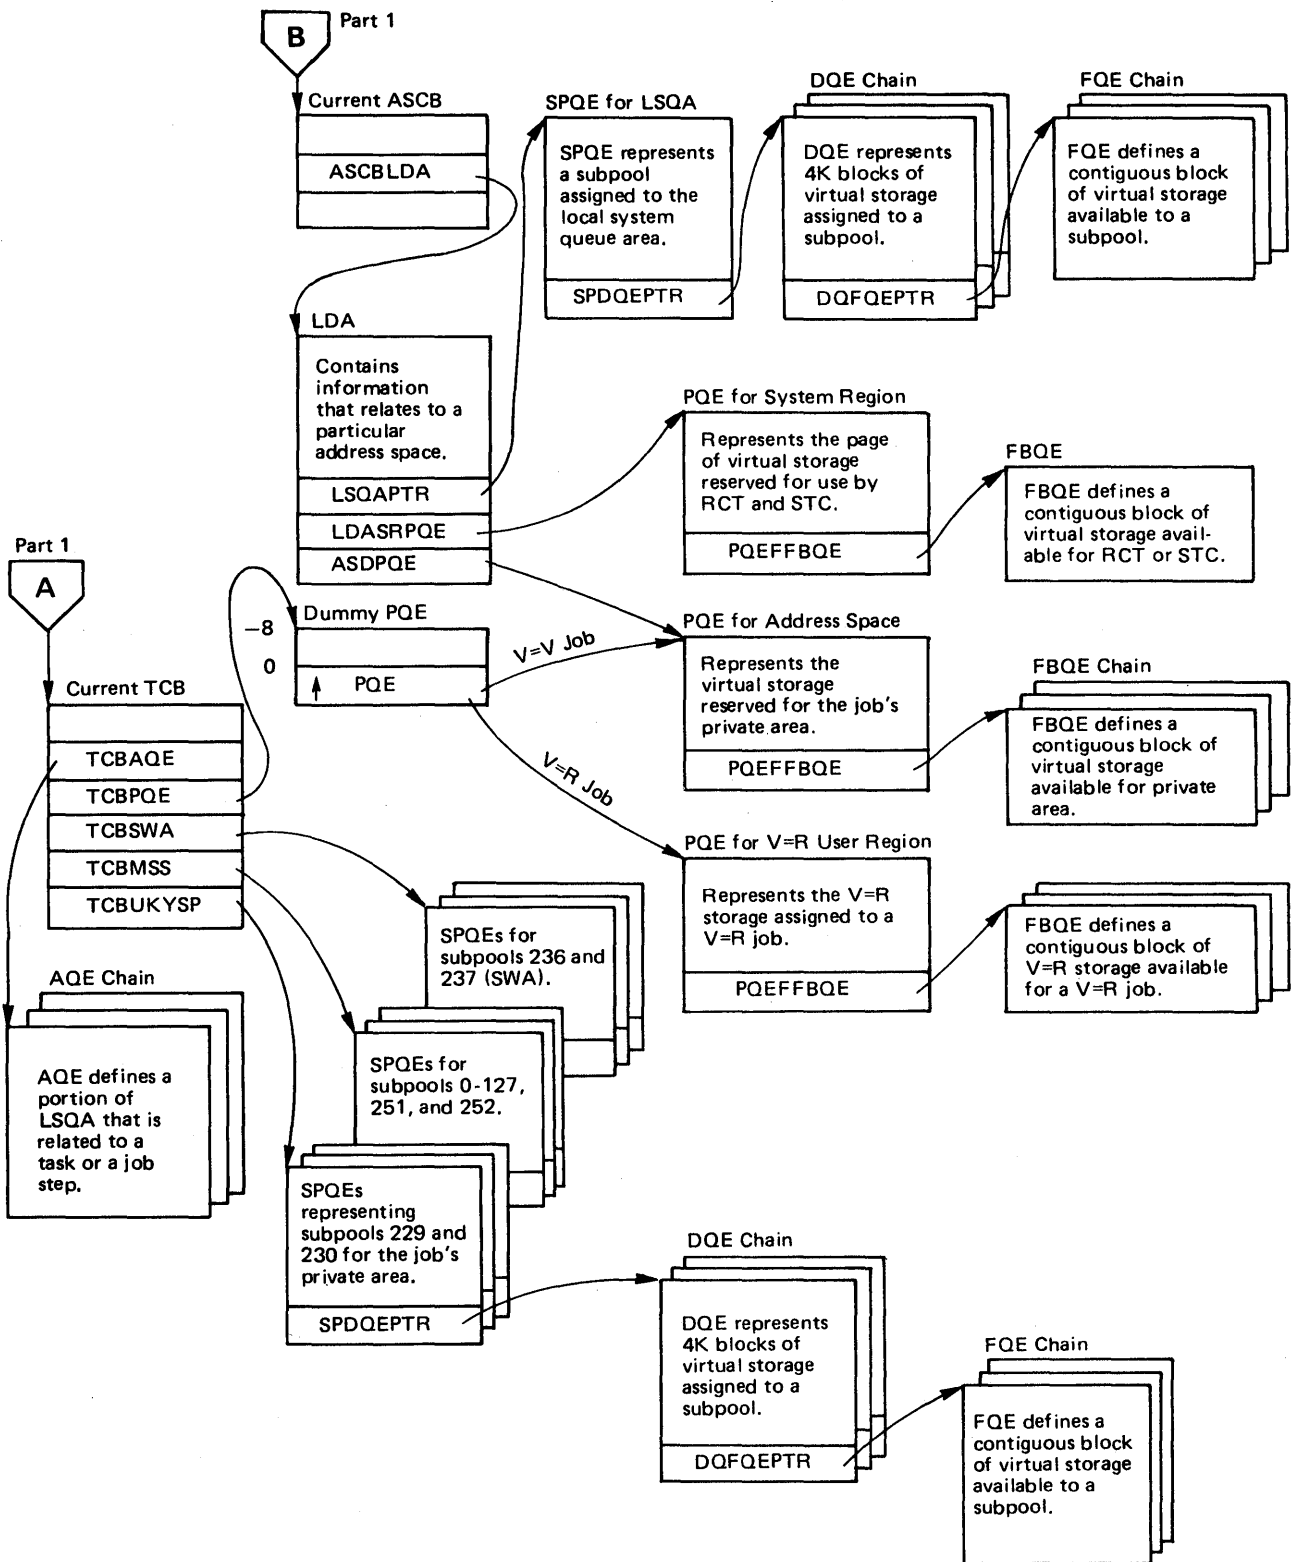 B
Part 1
Current ASCB
ASCBLDA
SPQE for LSQA
SPQE represents
a subpool
assigned to the
local system
queue area.
SPDQEPTR
DQE Chain
DQE represents
4K blocks of
virtual storage
assigned to a
subpool.
DQFQEPTR
FQE Chain
FQE defines a
contiguous block
of virtual storage
available to a
subpool.
LDA
Contains
information
that relates to a
particular
address space.
LSQAPTR
LDASRPQE
ASDPQE
PQE for System Region
Represents the page
of virtual storage
reserved for use by
RCT and STC.
PQEFFBQE
FBQE
FBQE defines a
contiguous block of
virtual storage avail-
able for RCT or STC.
Part 1
A
Dummy PQE
−8
0
PQE
V=V Job
V=R Job
PQE for Address Space
Represents the
virtual storage
reserved for the job's
private area.
PQEFFBQE
FBQE Chain
FBQE defines a
contiguous block of
virtual storage
available for private
area.
Current TCB
TCBAQE
TCBPQE
TCBSWA
TCBMSS
TCBUKYSP
PQE for V=R User Region
Represents the V=R
storage assigned to a
V=R job.
PQEFFBQE
FBQE defines a
contiguous block of
V=R storage available
for a V=R job.
SPQEs for
subpools 236 and
237 (SWA).
AQE Chain
AQE defines a
portion of
LSQA that is
related to a
task or a job
step.
SPQEs for
subpools 0-127,
251, and 252.
SPQEs
representing
subpools 229 and
230 for the job's
private area.
SPDQEPTR
DQE Chain
DQE represents
4K blocks of
virtual storage
assigned to a
subpool.
DQFQEPTR
FQE Chain
FQE defines a
contiguous block
of virtual storage
available to a
subpool.